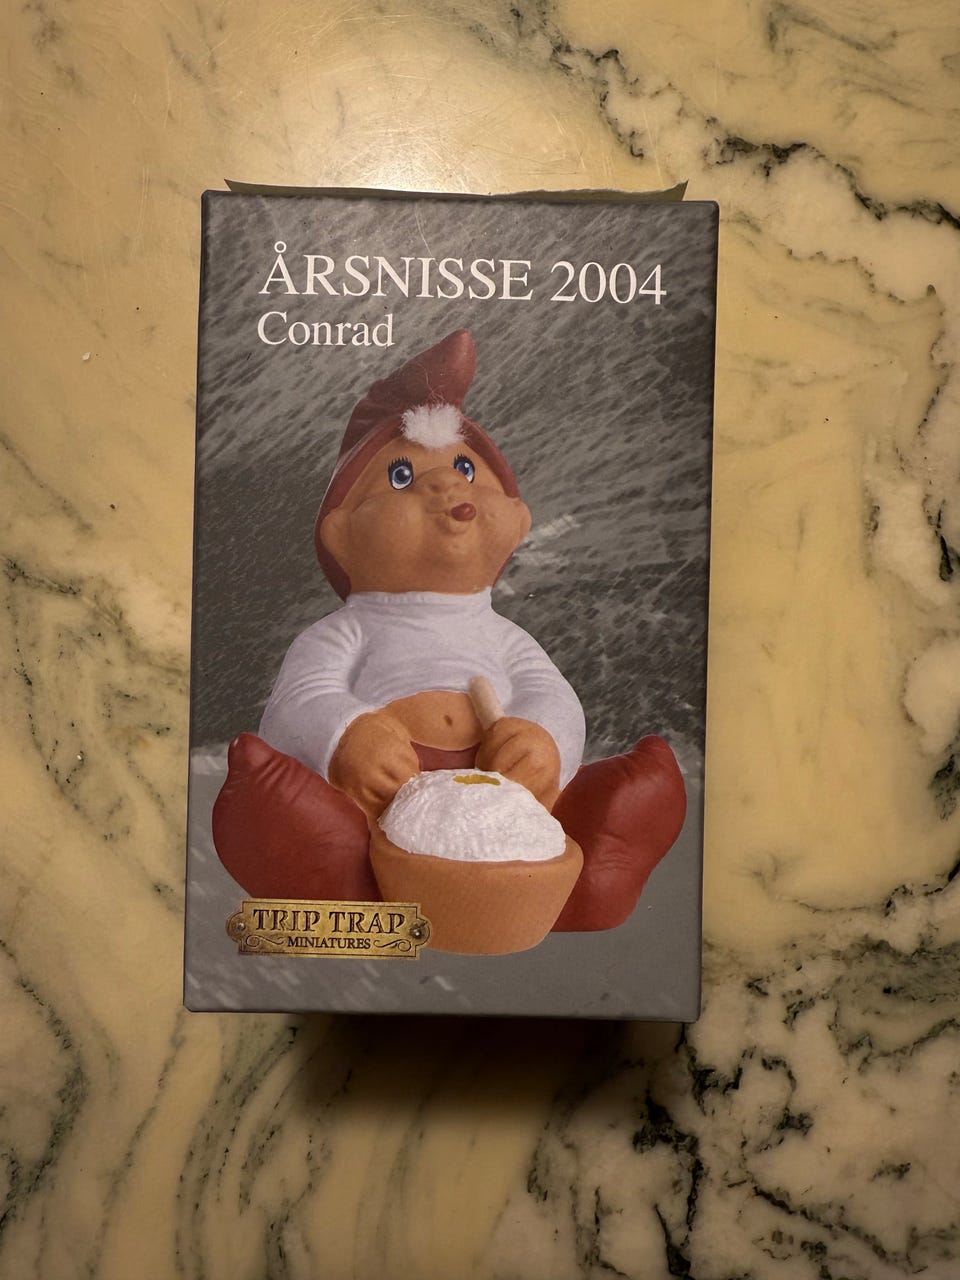 ÅRSNISSE 2004
Conrad
TRIP TRAP
MINIATURES